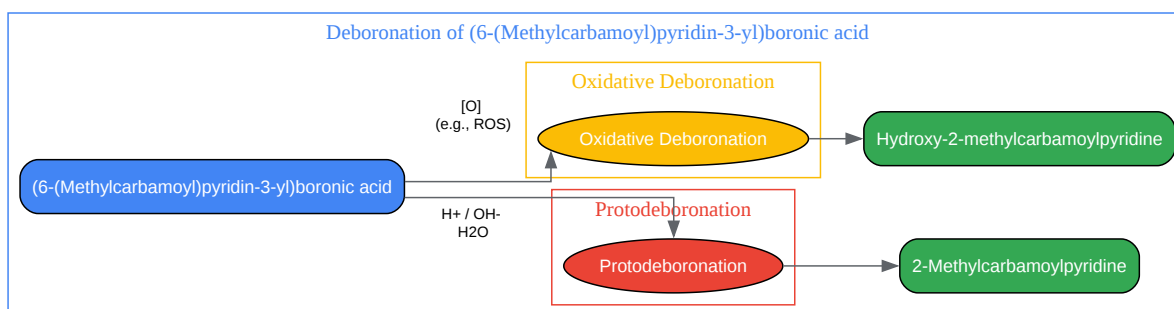 Deboronation of (6-(Methylcarbamoyl)pyridin-3-yl)boronic acid
Oxidative Deboronation
[O]
(e.g., ROS)
Oxidative Deboronation
Hydroxy-2-methylcarbamoylpyridine
(6-(Methylcarbamoyl)pyridin-3-yl)boronic acid
H+ / OH-
H2O
Protodeboronation
Protodeboronation
2-Methylcarbamoylpyridine